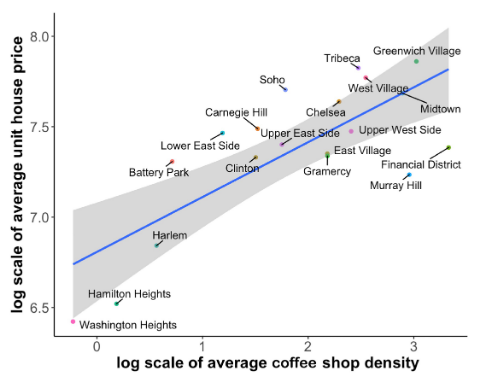 log scale of average unit house price
8.0
7.5
7.0
6.5
Greenwich Village
Tribeca
West Village
Soho
Midtown
Chelsea
Carnegie Hill
Upper East Side
Upper West Side
Lower East Side
East Village
Financial District
Clinton
Gramercy
Battery Park
Murray Hill
Harlem
Hamilton Heights
Washington Heights
0 1 2 3
log scale of average coffee shop density